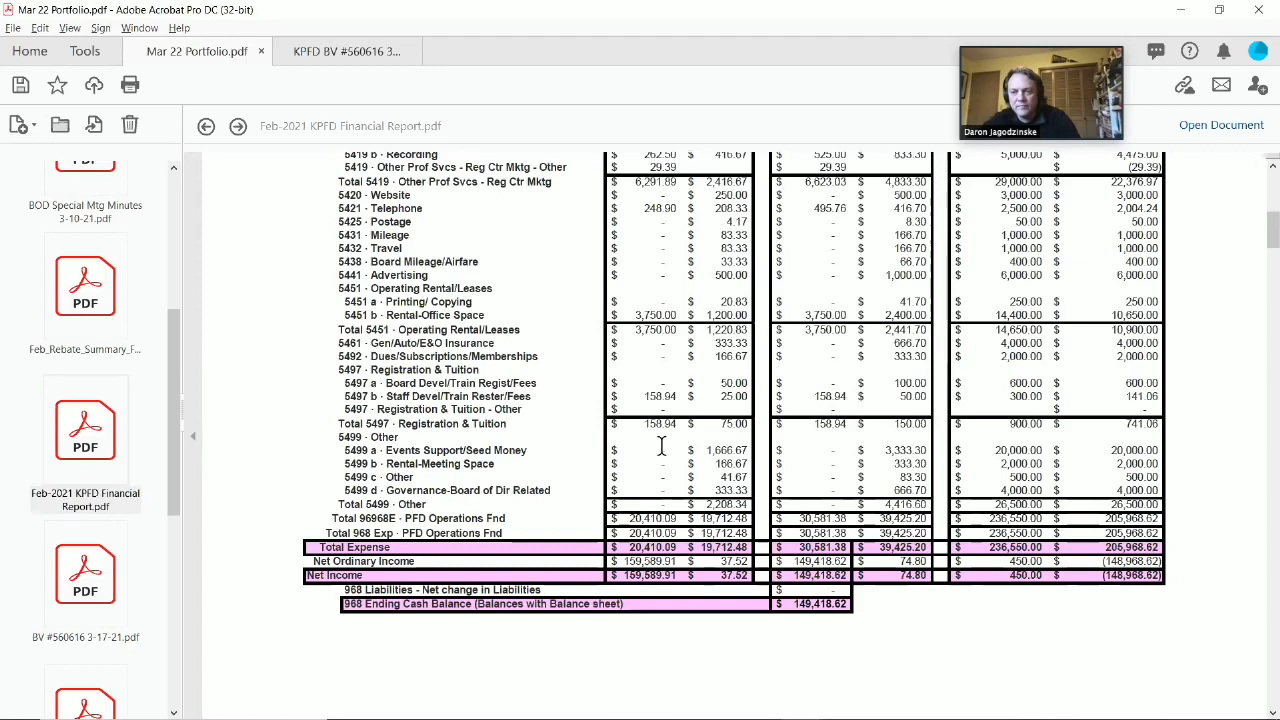 Mar 22 Portfolio.pdf - Adobe Acrobat Pro DC (32-bit)
File Edit View Sign Window Help
Home Tools Mar 22 Portfolio.pdf × KPFD BV #560616 3...
Daron Jagodzinske
Feb-2021 KPFD Financial Report.pdf Open Document
BOD Special Mtg Minutes
3-10-21.pdf
PDF
Feb_Rebate_Summary_F...
PDF
Feb-2021 KPFD Financial
Report.pdf
PDF
BV #560616 3-17-21.pdf
5419 b · Recording $ 262.50 $ 416.67 $ 525.00 $ 833.30 $ 5,000.00 $ 4,475.00
5419 · Other Prof Svcs - Reg Ctr Mktg - Other $ 29.39 $ 29.39 $ (29.39)
Total 5419 · Other Prof Svcs - Reg Ctr Mktg $ 6,291.89 $ 2,416.67 $ 6,623.03 $ 4,833.30 $ 29,000.00 $ 22,376.97
5420 · Website $ - $ 250.00 $ - $ 500.00 $ 3,000.00 $ 3,000.00
5421 · Telephone $ 248.90 $ 208.33 $ 495.76 $ 416.70 $ 2,500.00 $ 2,004.24
5425 · Postage $ - $ 4.17 $ - $ 8.30 $ 50.00 $ 50.00
5431 · Mileage $ - $ 83.33 $ - $ 166.70 $ 1,000.00 $ 1,000.00
5432 · Travel $ - $ 83.33 $ - $ 166.70 $ 1,000.00 $ 1,000.00
5438 · Board Mileage/Airfare $ - $ 33.33 $ - $ 66.70 $ 400.00 $ 400.00
5441 · Advertising $ - $ 500.00 $ - $ 1,000.00 $ 6,000.00 $ 6,000.00
5451 · Operating Rental/Leases
5451 a · Printing/ Copying $ - $ 20.83 $ - $ 41.70 $ 250.00 $ 250.00
5451 b · Rental-Office Space $ 3,750.00 $ 1,200.00 $ 3,750.00 $ 2,400.00 $ 14,400.00 $ 10,650.00
Total 5451 · Operating Rental/Leases $ 3,750.00 $ 1,220.83 $ 3,750.00 $ 2,441.70 $ 14,650.00 $ 10,900.00
5461 · Gen/Auto/E&O Insurance $ - $ 333.33 $ - $ 666.70 $ 4,000.00 $ 4,000.00
5492 · Dues/Subscriptions/Memberships $ - $ 166.67 $ - $ 333.30 $ 2,000.00 $ 2,000.00
5497 · Registration & Tuition
5497 a · Board Devel/Train Regist/Fees $ - $ 50.00 $ - $ 100.00 $ 600.00 $ 600.00
5497 b · Staff Devel/Train Rester/Fees $ 158.94 $ 25.00 $ 158.94 $ 50.00 $ 300.00 $ 141.06
5497 · Registration & Tuition - Other $ - $ - $ -
Total 5497 · Registration & Tuition $ 158.94 $ 75.00 $ 158.94 $ 150.00 $ 900.00 $ 741.06
5499 · Other
5499 a · Events Support/Seed Money $ - $ 1,666.67 $ - $ 3,333.30 $ 20,000.00 $ 20,000.00
5499 b · Rental-Meeting Space $ - $ 166.67 $ - $ 333.30 $ 2,000.00 $ 2,000.00
5499 c · Other $ - $ 41.67 $ - $ 83.30 $ 500.00 $ 500.00
5499 d · Governance-Board of Dir Related $ - $ 333.33 $ - $ 666.70 $ 4,000.00 $ 4,000.00
Total 5499 · Other $ - $ 2,208.34 $ - $ 4,416.60 $ 26,500.00 $ 26,500.00
Total 96968E · PFD Operations Fnd $ 20,410.09 $ 19,712.48 $ 30,581.38 $ 39,425.20 $ 236,550.00 $ 205,968.62
Total 968 Exp · PFD Operations Fnd $ 20,410.09 $ 19,712.48 $ 30,581.38 $ 39,425.20 $ 236,550.00 $ 205,968.62
Total Expense $ 20,410.09 $ 19,712.48 $ 30,581.38 $ 39,425.20 $ 236,550.00 $ 205,968.62
Net Ordinary Income $ 159,589.91 $ 37.52 $ 149,418.62 $ 74.80 $ 450.00 $ (148,968.62)
Net Income $ 159,589.91 $ 37.52 $ 149,418.62 $ 74.80 $ 450.00 $ (148,968.62)
968 Liabilities - Net change in Liabilities $ -
968 Ending Cash Balance (Balances with Balance sheet) $ 149,418.62